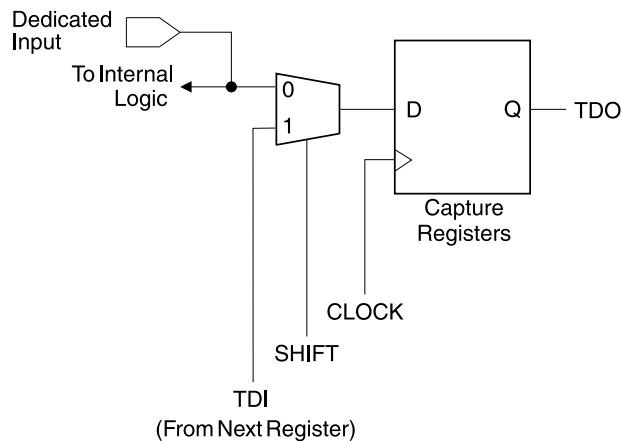 Dedicated
Input
To Internal
Logic
0
1
D
Q
TDO
Capture
Registers
CLOCK
SHIFT
TDI
(From Next Register)